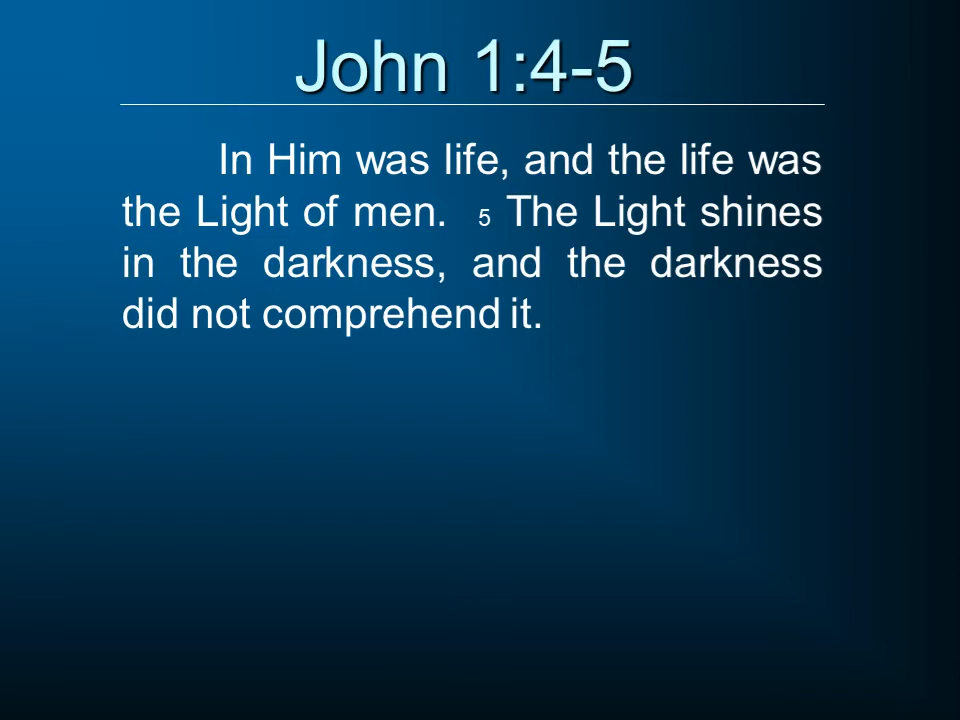 John 1:4-5
In Him was life, and the life was
the Light of men. 5 The Light shines
in the darkness, and the darkness
did not comprehend it.